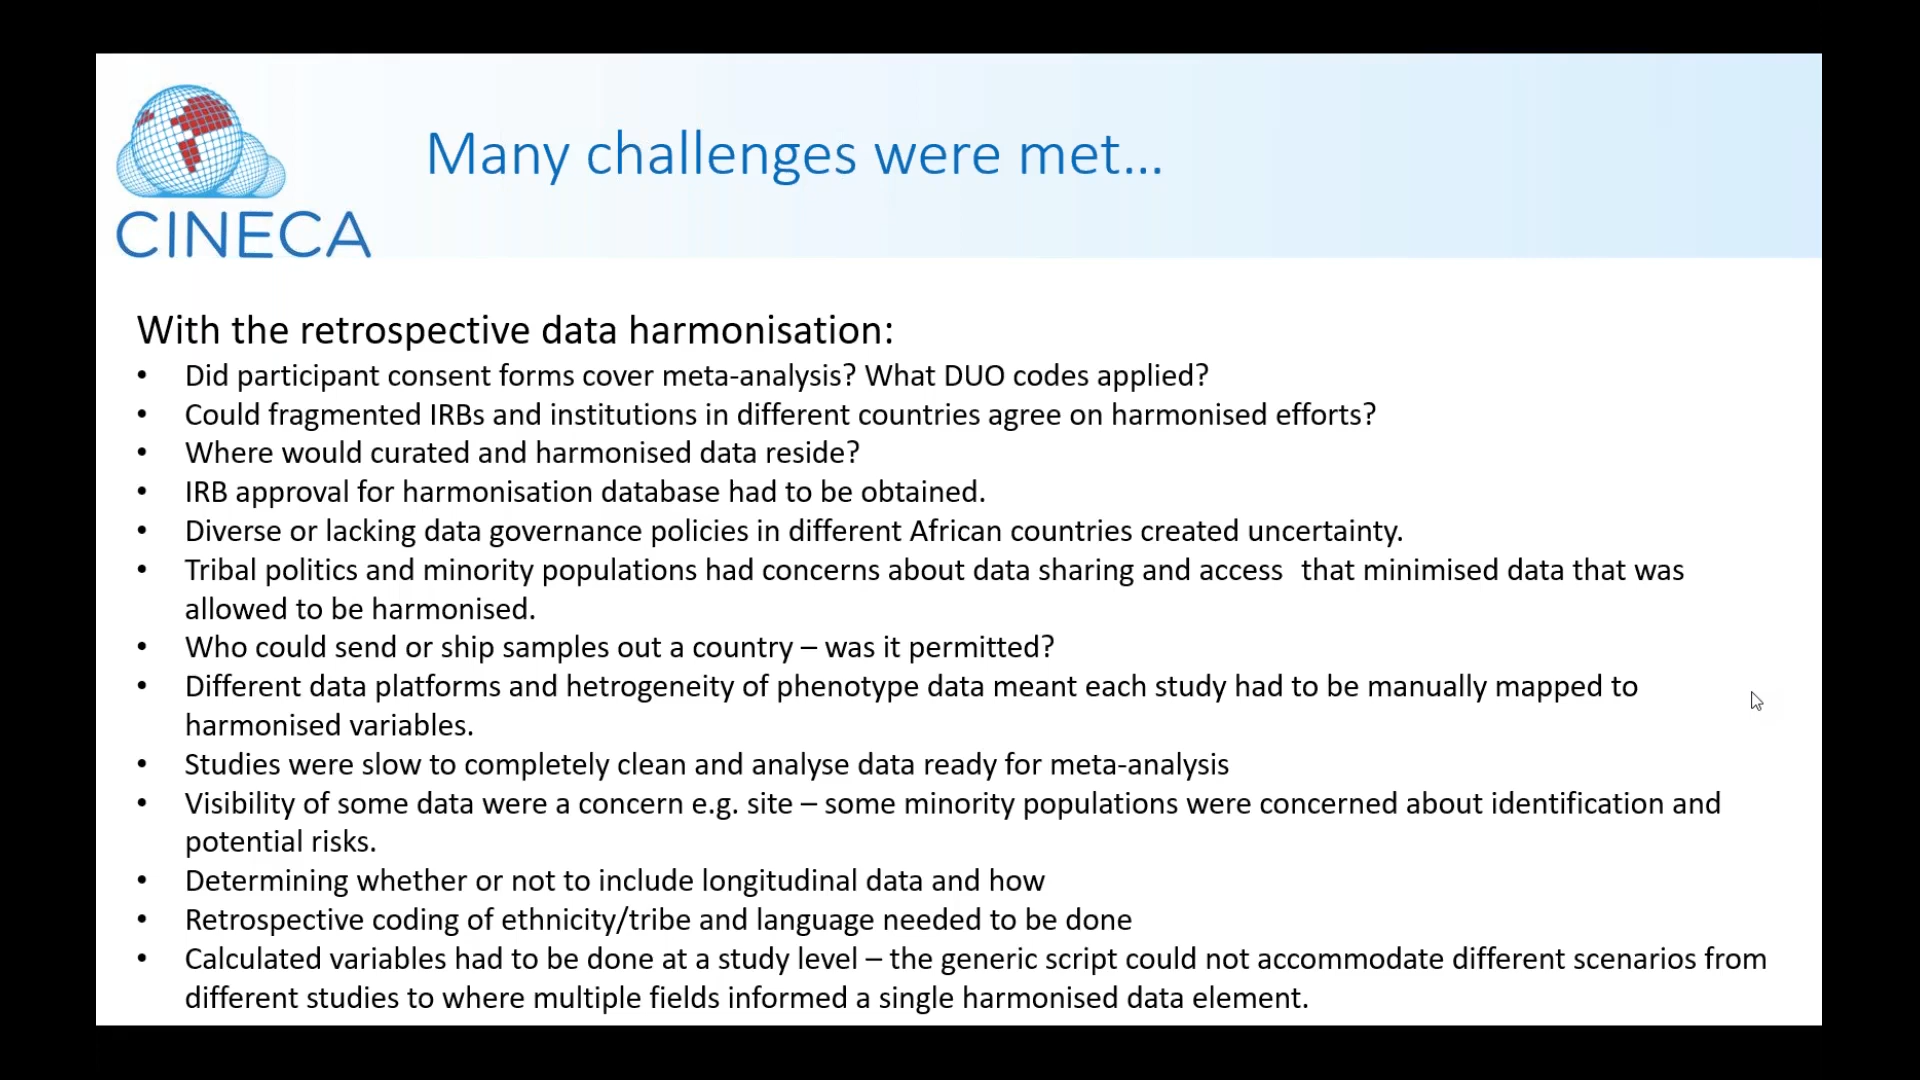 CINECA
Many challenges were met...
With the retrospective data harmonisation:
• Did participant consent forms cover meta-analysis? What DUO codes applied?
• Could fragmented IRBs and institutions in different countries agree on harmonised efforts?
• Where would curated and harmonised data reside?
• IRB approval for harmonisation database had to be obtained.
• Diverse or lacking data governance policies in different African countries created uncertainty.
• Tribal politics and minority populations had concerns about data sharing and access  that minimised data that was
allowed to be harmonised.
• Who could send or ship samples out a country – was it permitted?
• Different data platforms and hetrogeneity of phenotype data meant each study had to be manually mapped to
harmonised variables.
• Studies were slow to completely clean and analyse data ready for meta-analysis
• Visibility of some data were a concern e.g. site – some minority populations were concerned about identification and
potential risks.
• Determining whether or not to include longitudinal data and how
• Retrospective coding of ethnicity/tribe and language needed to be done
• Calculated variables had to be done at a study level – the generic script could not accommodate different scenarios from
different studies to where multiple fields informed a single harmonised data element.